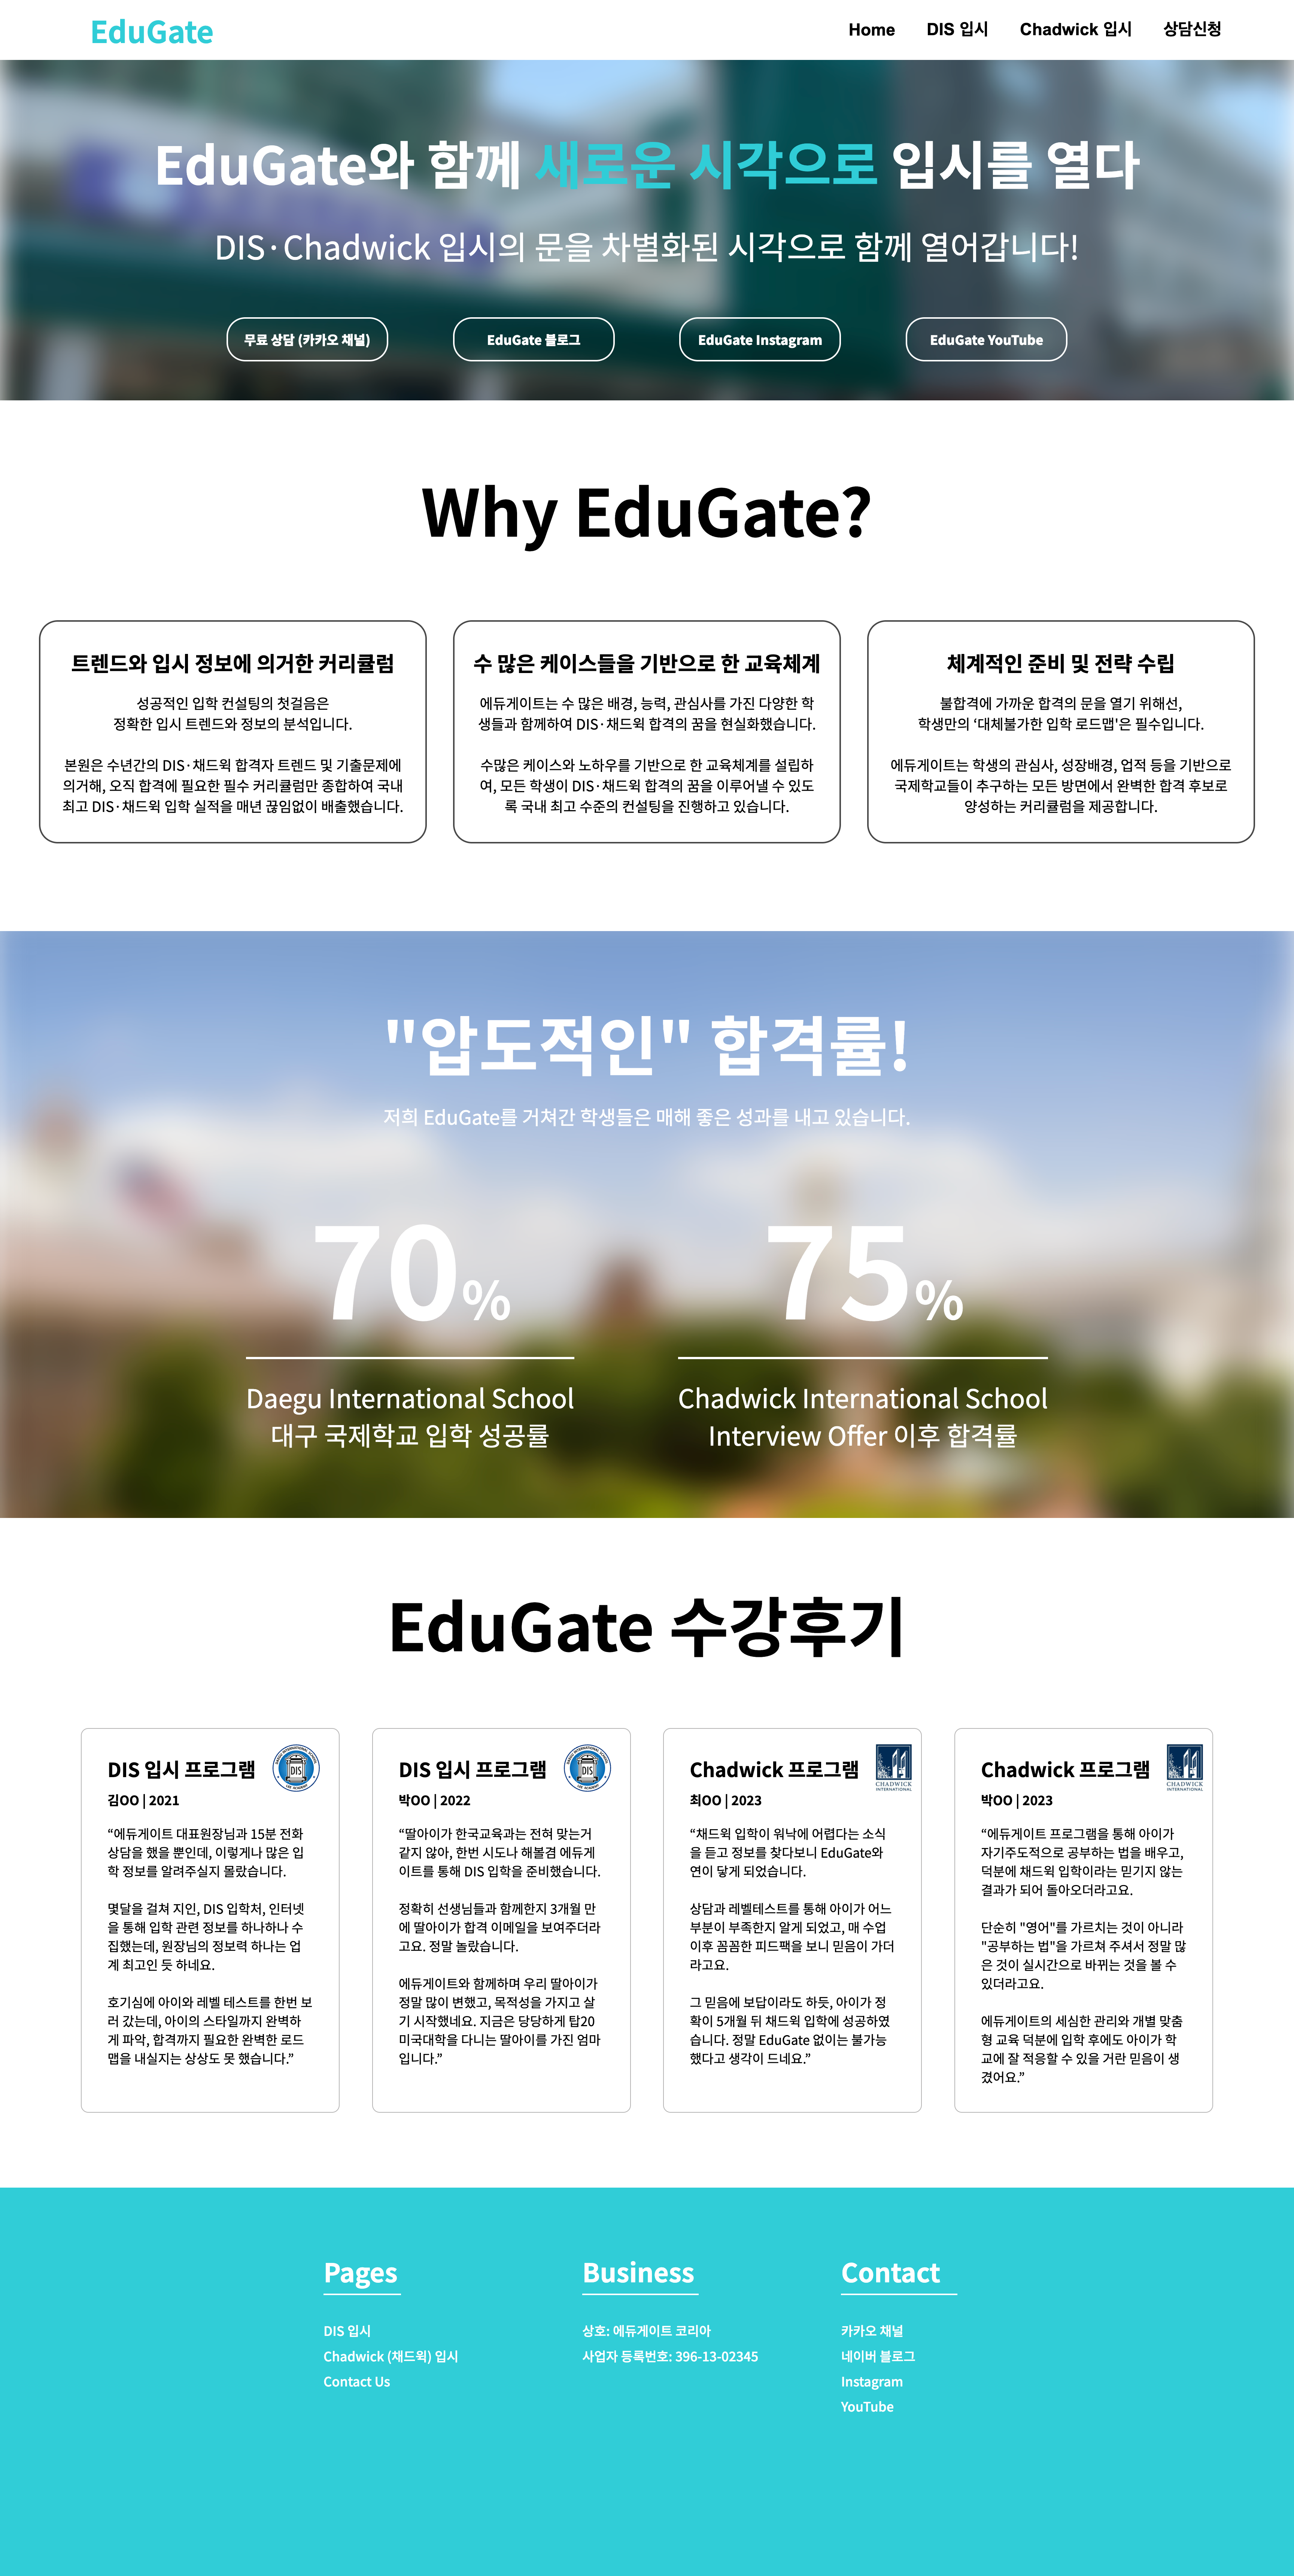 EduGate
Home DIS 입시 Chadwick 입시 상담신청
EduGate와 함께 새로운 시각으로 입시를 열다
DIS·Chadwick 입시의 문을 차별화된 시각으로 함께 열어갑니다!
무료 상담 (카카오 채널) EduGate 블로그 EduGate Instagram EduGate YouTube
Why EduGate?
트렌드와 입시 정보에 의거한 커리큘럼
성공적인 입학 컨설팅의 첫걸음은
정확한 입시 트렌드와 정보의 분석입니다.
본원은 수년간의 DIS·채드윅 합격자 트렌드 및 기출문제에
의거해, 오직 합격에 필요한 필수 커리큘럼만 종합하여 국내
최고 DIS·채드윅 입학 실적을 매년 끊임없이 배출했습니다.
수 많은 케이스들을 기반으로 한 교육체계
에듀게이트는 수 많은 배경, 능력, 관심사를 가진 다양한 학
생들과 함께하여 DIS·채드윅 합격의 꿈을 현실화했습니다.
수많은 케이스와 노하우를 기반으로 한 교육체계를 설립하
여, 모든 학생이 DIS·채드윅 합격의 꿈을 이루어낼 수 있도
록 국내 최고 수준의 컨설팅을 진행하고 있습니다.
체계적인 준비 및 전략 수립
불합격에 가까운 합격의 문을 열기 위해선,
학생만의 ‘대체불가한 입학 로드맵'은 필수입니다.
에듀게이트는 학생의 관심사, 성장배경, 업적 등을 기반으로
국제학교들이 추구하는 모든 방면에서 완벽한 합격 후보로
양성하는 커리큘럼을 제공합니다.
"압도적인" 합격률!
저희 EduGate를 거쳐간 학생들은 매해 좋은 성과를 내고 있습니다.
70%
Daegu International School
대구 국제학교 입학 성공률
75%
Chadwick International School
Interview Offer 이후 합격률
EduGate 수강후기
DIS 입시 프로그램
DIS
김OO | 2021
“에듀게이트 대표원장님과 15분 전화
상담을 했을 뿐인데, 이렇게나 많은 입
학 정보를 알려주실지 몰랐습니다.
몇달을 걸쳐 지인, DIS 입학처, 인터넷
을 통해 입학 관련 정보를 하나하나 수
집했는데, 원장님의 정보력 하나는 업
계 최고인 듯 하네요.
호기심에 아이와 레벨 테스트를 한번 보
러 갔는데, 아이의 스타일까지 완벽하
게 파악, 합격까지 필요한 완벽한 로드
맵을 내실지는 상상도 못 했습니다.”
DIS 입시 프로그램
DIS
박OO | 2022
“딸아이가 한국교육과는 전혀 맞는거
같지 않아, 한번 시도나 해볼겸 에듀게
이트를 통해 DIS 입학을 준비했습니다.
정확히 선생님들과 함께한지 3개월 만
에 딸아이가 합격 이메일을 보여주더라
고요. 정말 놀랐습니다.
에듀게이트와 함께하며 우리 딸아이가
정말 많이 변했고, 목적성을 가지고 살
기 시작했네요. 지금은 당당하게 탑20
미국대학을 다니는 딸아이를 가진 엄마
입니다.”
Chadwick 프로그램
CHADWICK
INTERNATIONAL
최OO | 2023
“채드윅 입학이 워낙에 어렵다는 소식
을 듣고 정보를 찾다보니 EduGate와
연이 닿게 되었습니다.
상담과 레벨테스트를 통해 아이가 어느
부분이 부족한지 알게 되었고, 매 수업
이후 꼼꼼한 피드팩을 보니 믿음이 가더
라고요.
그 믿음에 보답이라도 하듯, 아이가 정
확이 5개월 뒤 채드윅 입학에 성공하였
습니다. 정말 EduGate 없이는 불가능
했다고 생각이 드네요.”
Chadwick 프로그램
CHADWICK
INTERNATIONAL
박OO | 2023
“에듀게이트 프로그램을 통해 아이가
자기주도적으로 공부하는 법을 배우고,
덕분에 채드윅 입학이라는 믿기지 않는
결과가 되어 돌아오더라고요.
단순히 "영어"를 가르치는 것이 아니라
"공부하는 법"을 가르쳐 주셔서 정말 많
은 것이 실시간으로 바뀌는 것을 볼 수
있더라고요.
에듀게이트의 세심한 관리와 개별 맞춤
형 교육 덕분에 입학 후에도 아이가 학
교에 잘 적응할 수 있을 거란 믿음이 생
겼어요.”
Pages
DIS 입시
Chadwick (채드윅) 입시
Contact Us
Business
상호: 에듀게이트 코리아
사업자 등록번호: 396-13-02345
Contact
카카오 채널
네이버 블로그
Instagram
YouTube